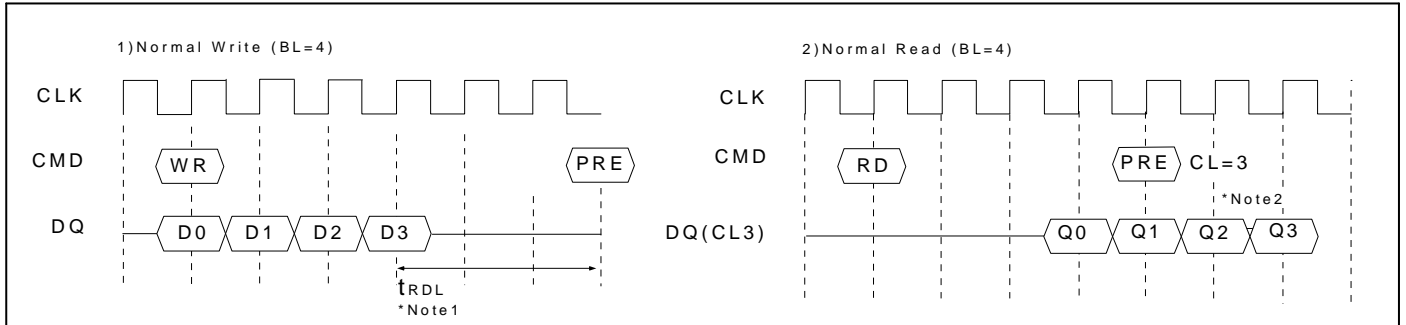 1)Normal Write (BL=4)
CLK
CMD
WR
PRE
DQ
D0
D1
D2
D3
tRDL
*Note1
2)Normal Read (BL=4)
CLK
CMD
RD
PRE
CL=3
*Note2
DQ(CL3)
Q0
Q1
Q2
Q3